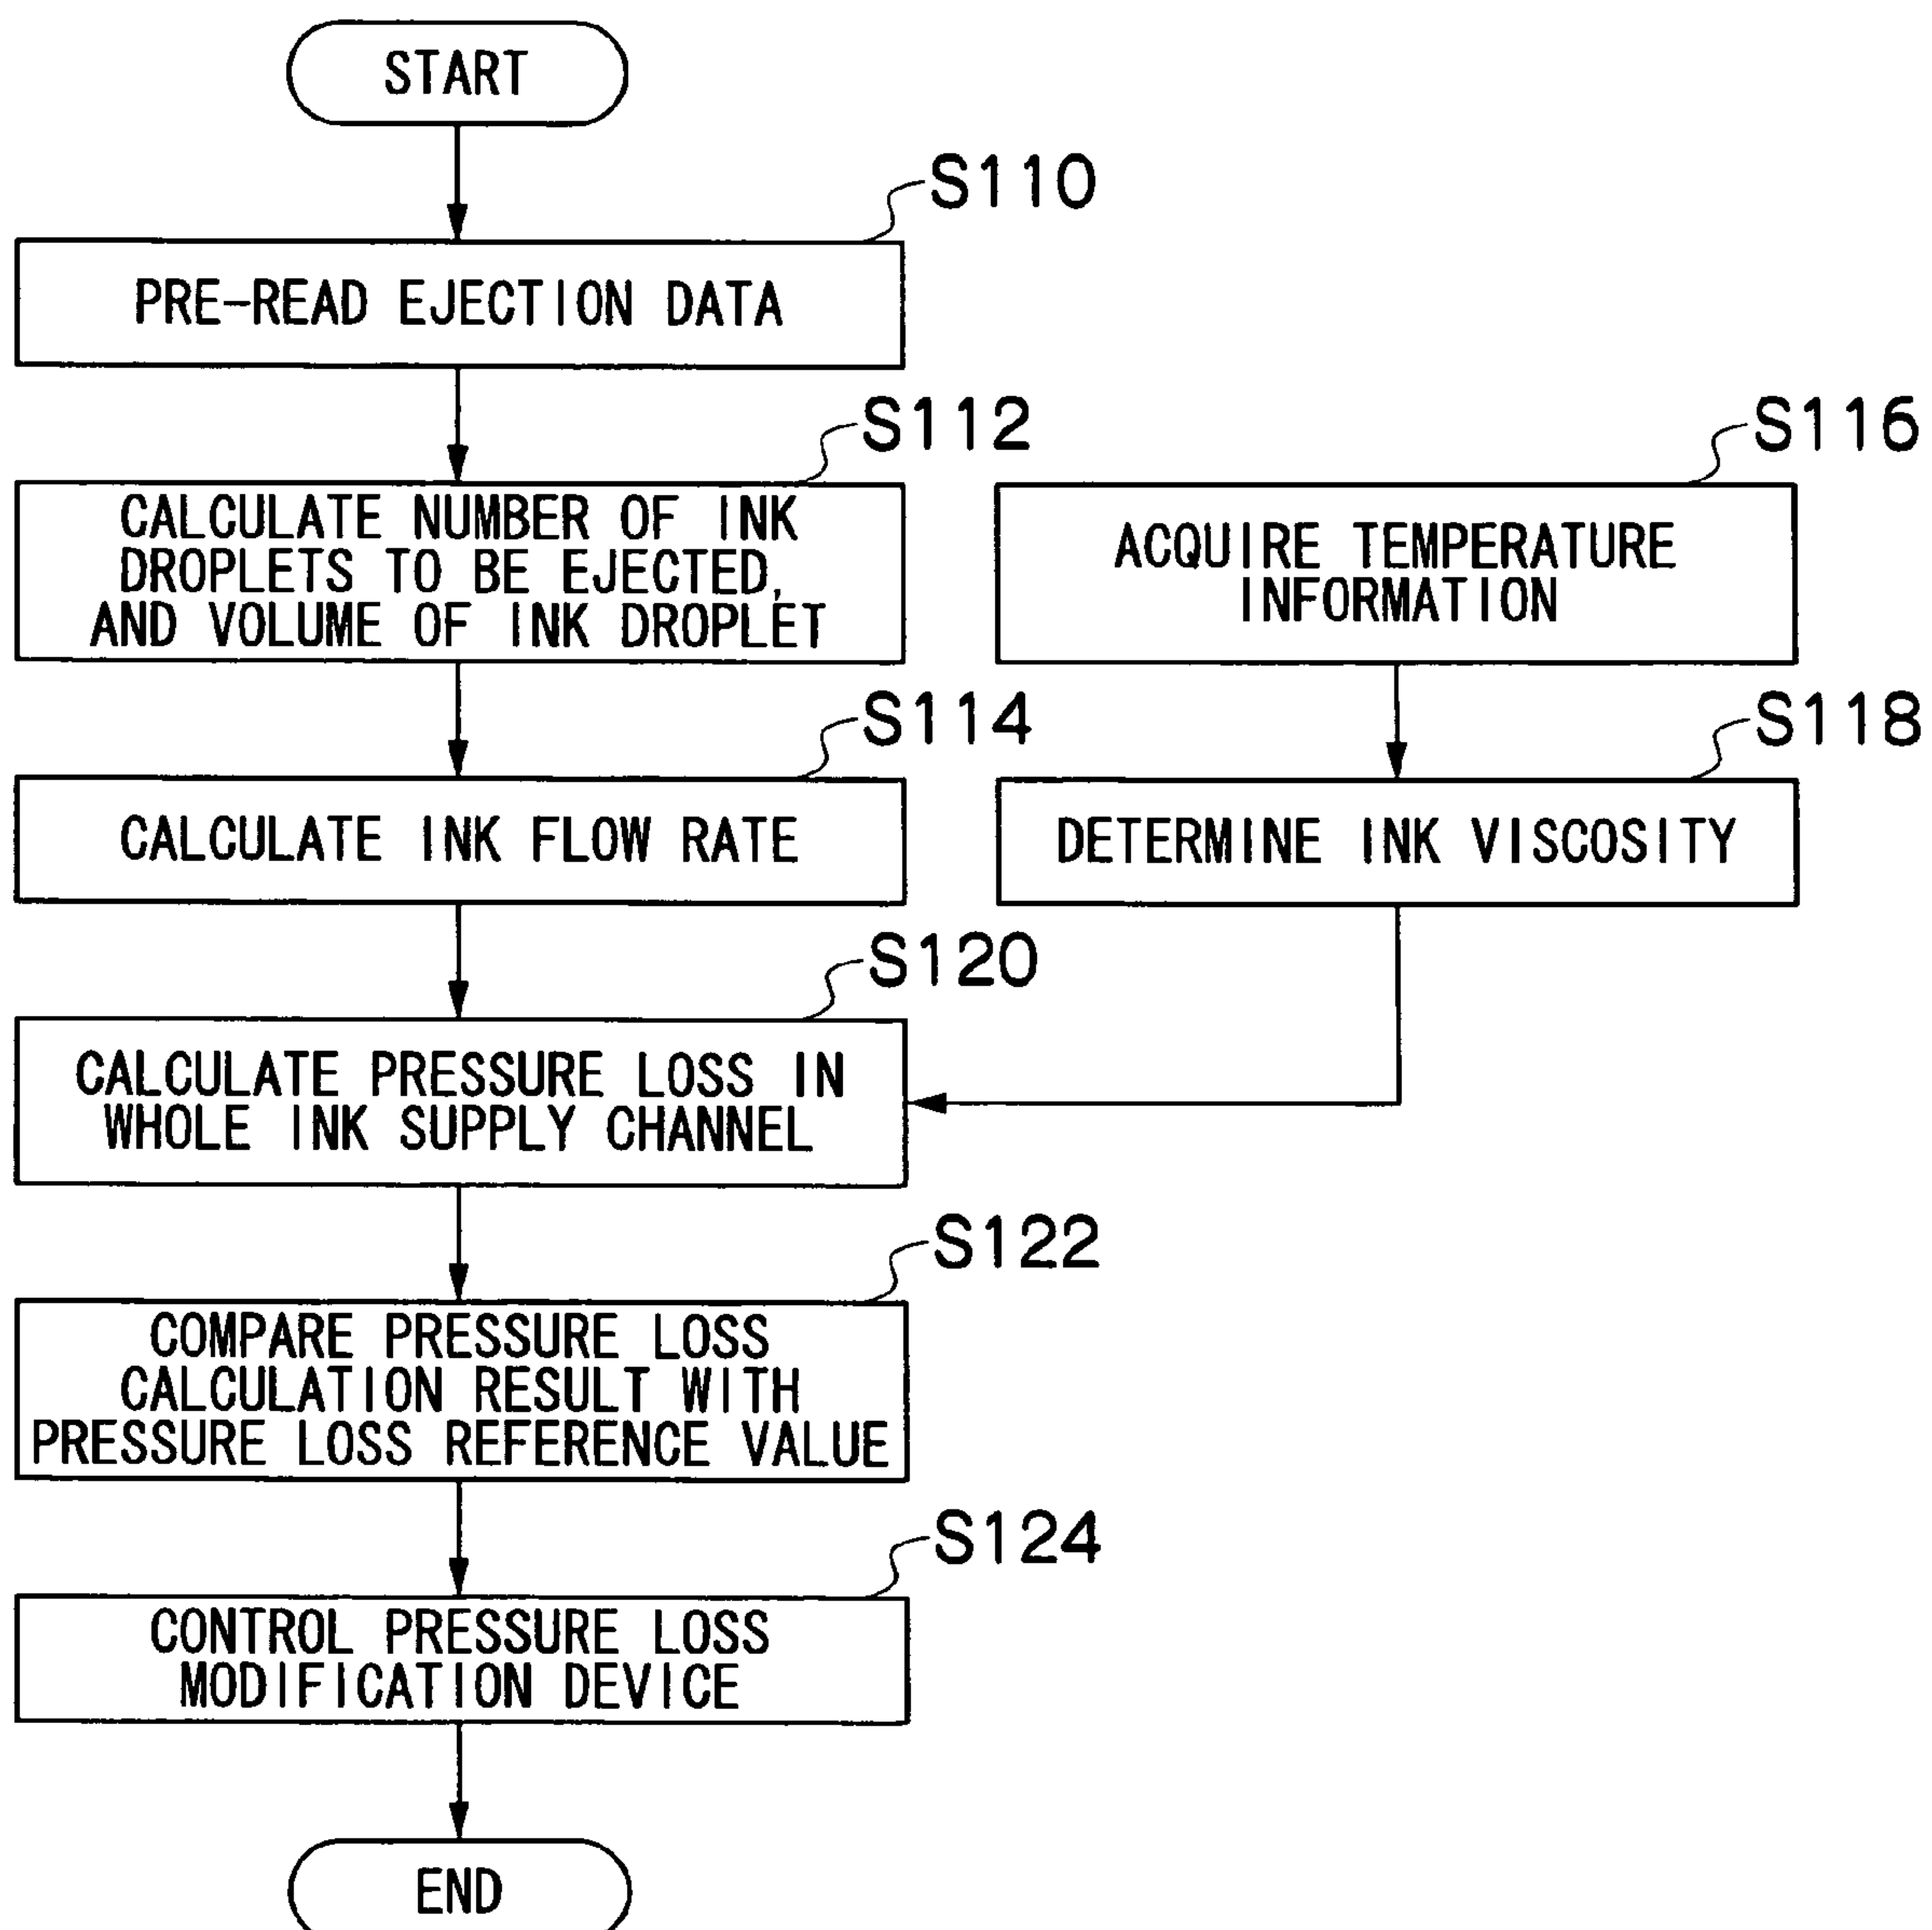 START
S110
PRE-READ EJECTION DATA
S112
CALCULATE NUMBER OF INK
DROPLETS TO BE EJECTED,
AND VOLUME OF INK DROPLET
S116
ACQUIRE TEMPERATURE
INFORMATION
S114
CALCULATE INK FLOW RATE
S118
DETERMINE INK VISCOSITY
S120
CALCULATE PRESSURE LOSS IN
WHOLE INK SUPPLY CHANNEL
S122
COMPARE PRESSURE LOSS
CALCULATION RESULT WITH
PRESSURE LOSS REFERENCE VALUE
S124
CONTROL PRESSURE LOSS
MODIFICATION DEVICE
END